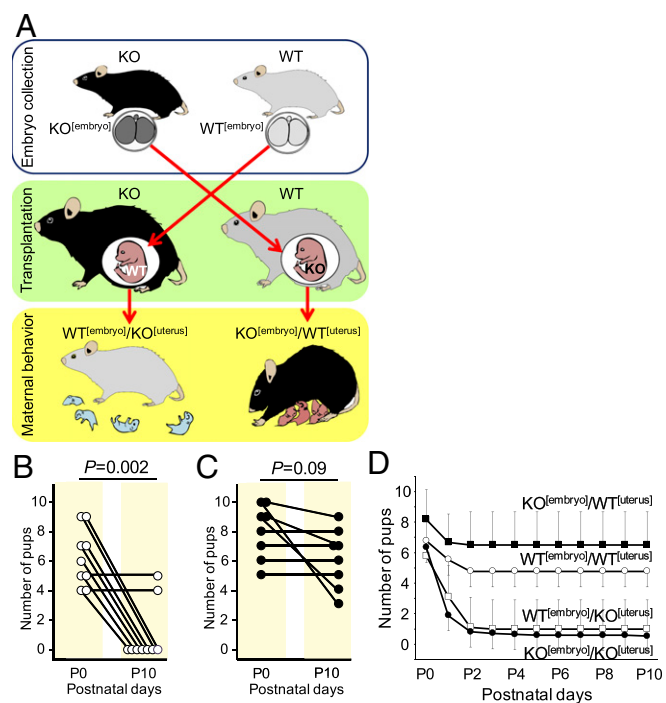 A
Embryo collection
KO
WT
KO[embryo]
WT[embryo]
Transplantation
KO
WT
WT
KO
Maternal behavior
WT[embryo]/KO[uterus]
KO[embryo]/WT[uterus]
B
P=0.002
Number of pups
10
8
6
4
2
0
P0
P10
Postnatal days
C
P=0.09
Number of pups
10
8
6
4
2
0
P0
P10
Postnatal days
D
Number of pups
10
8
6
4
2
0
KO[embryo]/WT[uterus]
WT[embryo]/WT[uterus]
WT[embryo]/KO[uterus]
KO[embryo]/KO[uterus]
P0 P2 P4 P6 P8 P10
Postnatal days